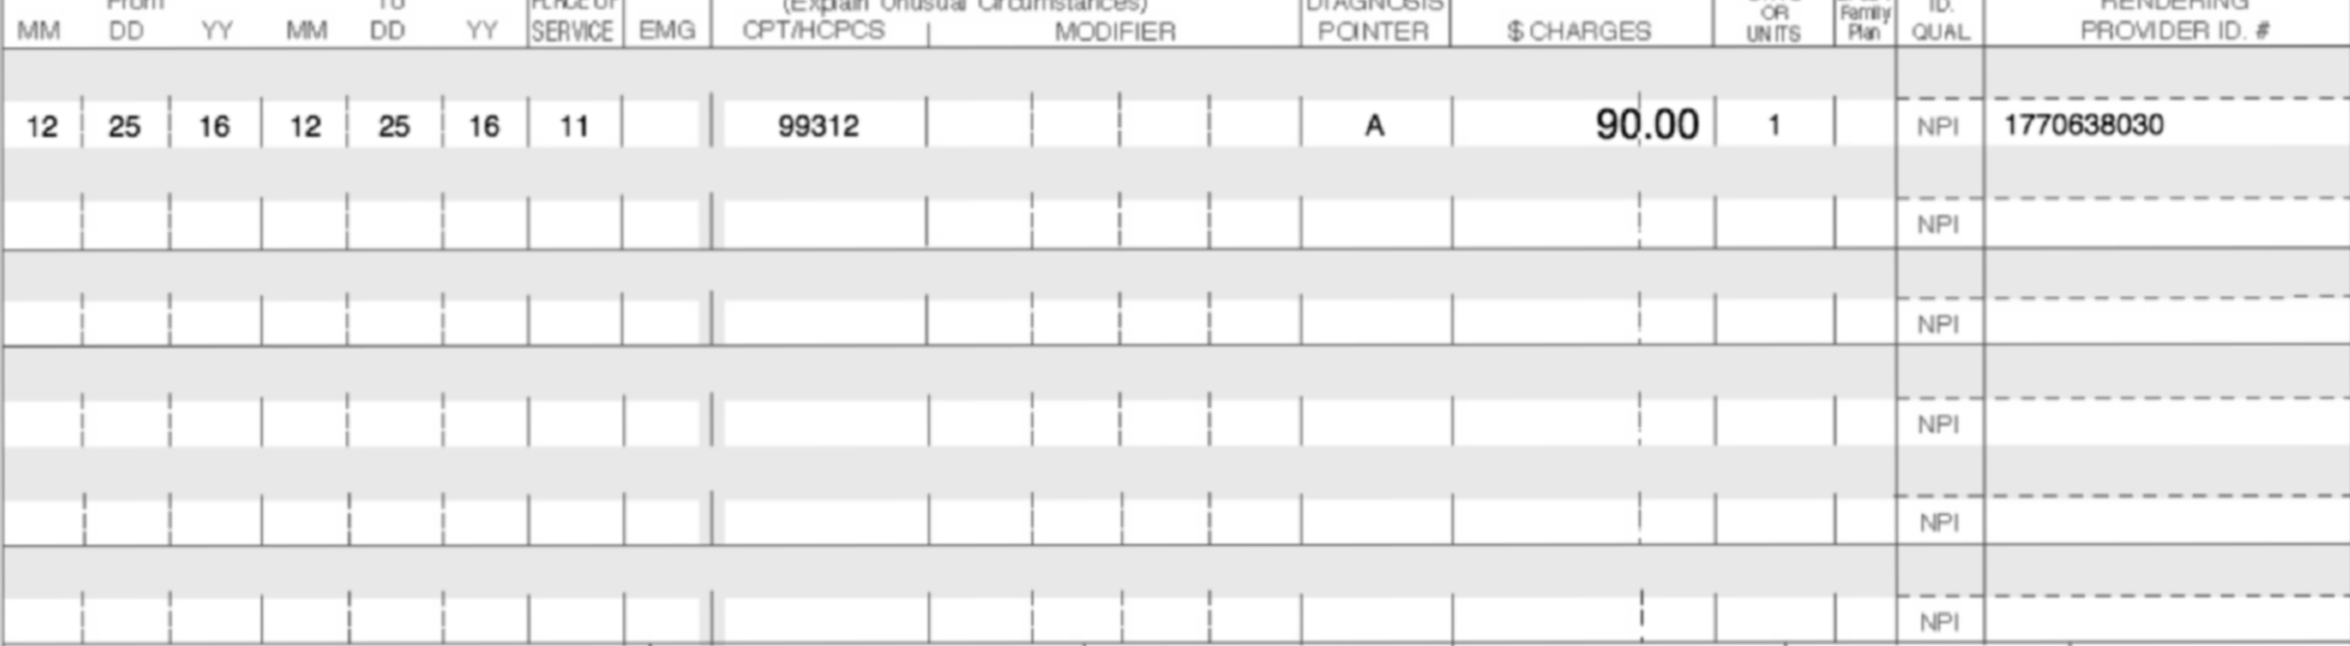 From To PLACE OF (Explain Unusual Circumstances) DIAGNOSIS OR Family ID. RENDERING
MM DD YY MM DD YY SERVICE EMG CPT/HCPCS MODIFIER POINTER $ CHARGES UNITS Plan QUAL PROVIDER ID. #
12 25 16 12 25 16 11 99312 A 90.00 1 NPI 1770638030
NPI
NPI
NPI
NPI
NPI